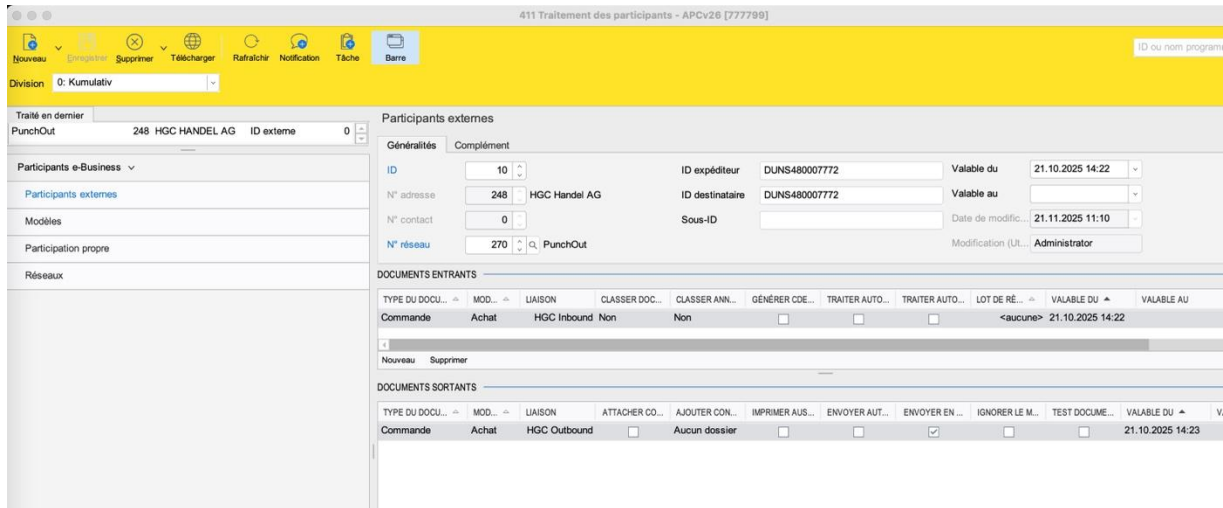 411 Traitement des participants - APCv26 [777799]
Nouveau Enregistrer Supprimer Télécharger Rafraîchir Notification Tâche Barre
ID ou nom programm
Division 0: Kumulativ
Traité en dernier
PunchOut 248 HGC HANDEL AG ID externe 0
Participants e-Business
Participants externes
Modèles
Participation propre
Réseaux
Participants externes
Généralités Complément
ID 10 ID expéditeur DUNS480007772 Valable du 21.10.2025 14:22
N° adresse 248 HGC Handel AG ID destinataire DUNS480007772 Valable au
N° contact 0 Sous-ID Date de modific... 21.11.2025 11:10
N° réseau 270 PunchOut Modification (Ut... Administrator
DOCUMENTS ENTRANTS
TYPE DU DOCU... MOD... LIAISON CLASSER DOC... CLASSER ANN... GÉNÉRER CDE... TRAITER AUTO... TRAITER AUTO... LOT DE RÈ... VALABLE DU VALABLE AU
Commande Achat HGC Inbound Non Non <aucune> 21.10.2025 14:22
Nouveau Supprimer
DOCUMENTS SORTANTS
TYPE DU DOCU... MOD... LIAISON ATTACHER CO... AJOUTER CON... IMPRIMER AUS... ENVOYER AUT... ENVOYER EN ... IGNORER LE M... TEST DOCUME... VALABLE DU V
Commande Achat HGC Outbound Aucun dossier 21.10.2025 14:23